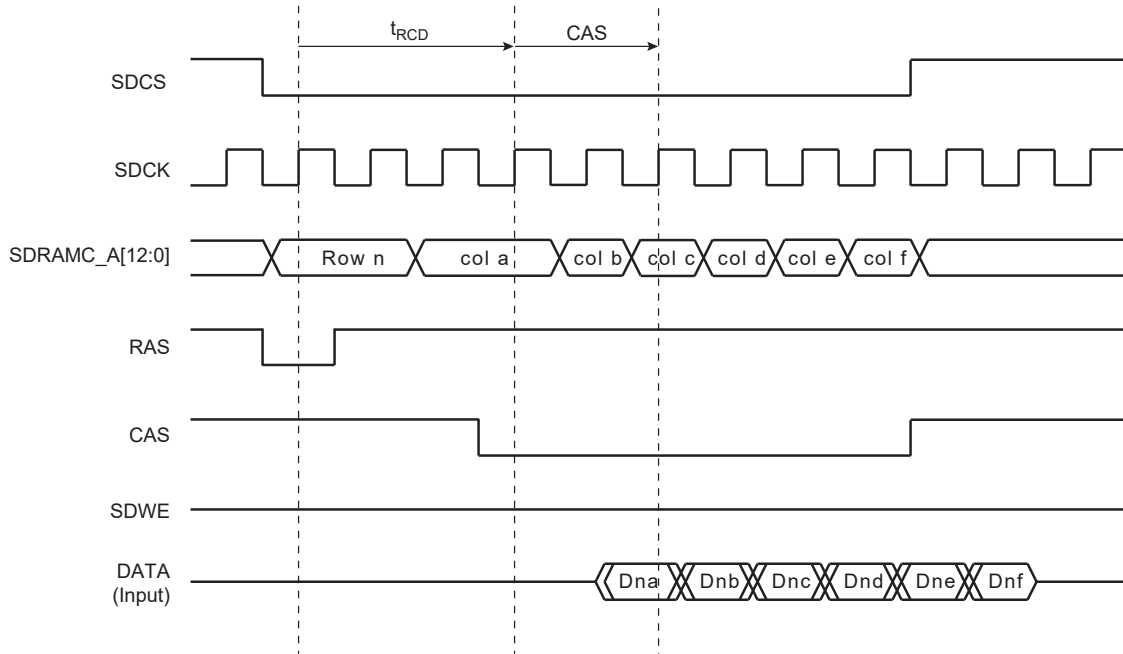 t_RCD CAS
SDCS
SDCK
SDRAMC_A[12:0] Row n col a col b col c col d col e col f
RAS
CAS
SDWE
DATA
(Input)
Dna Dnb Dnc Dnd Dne Dnf